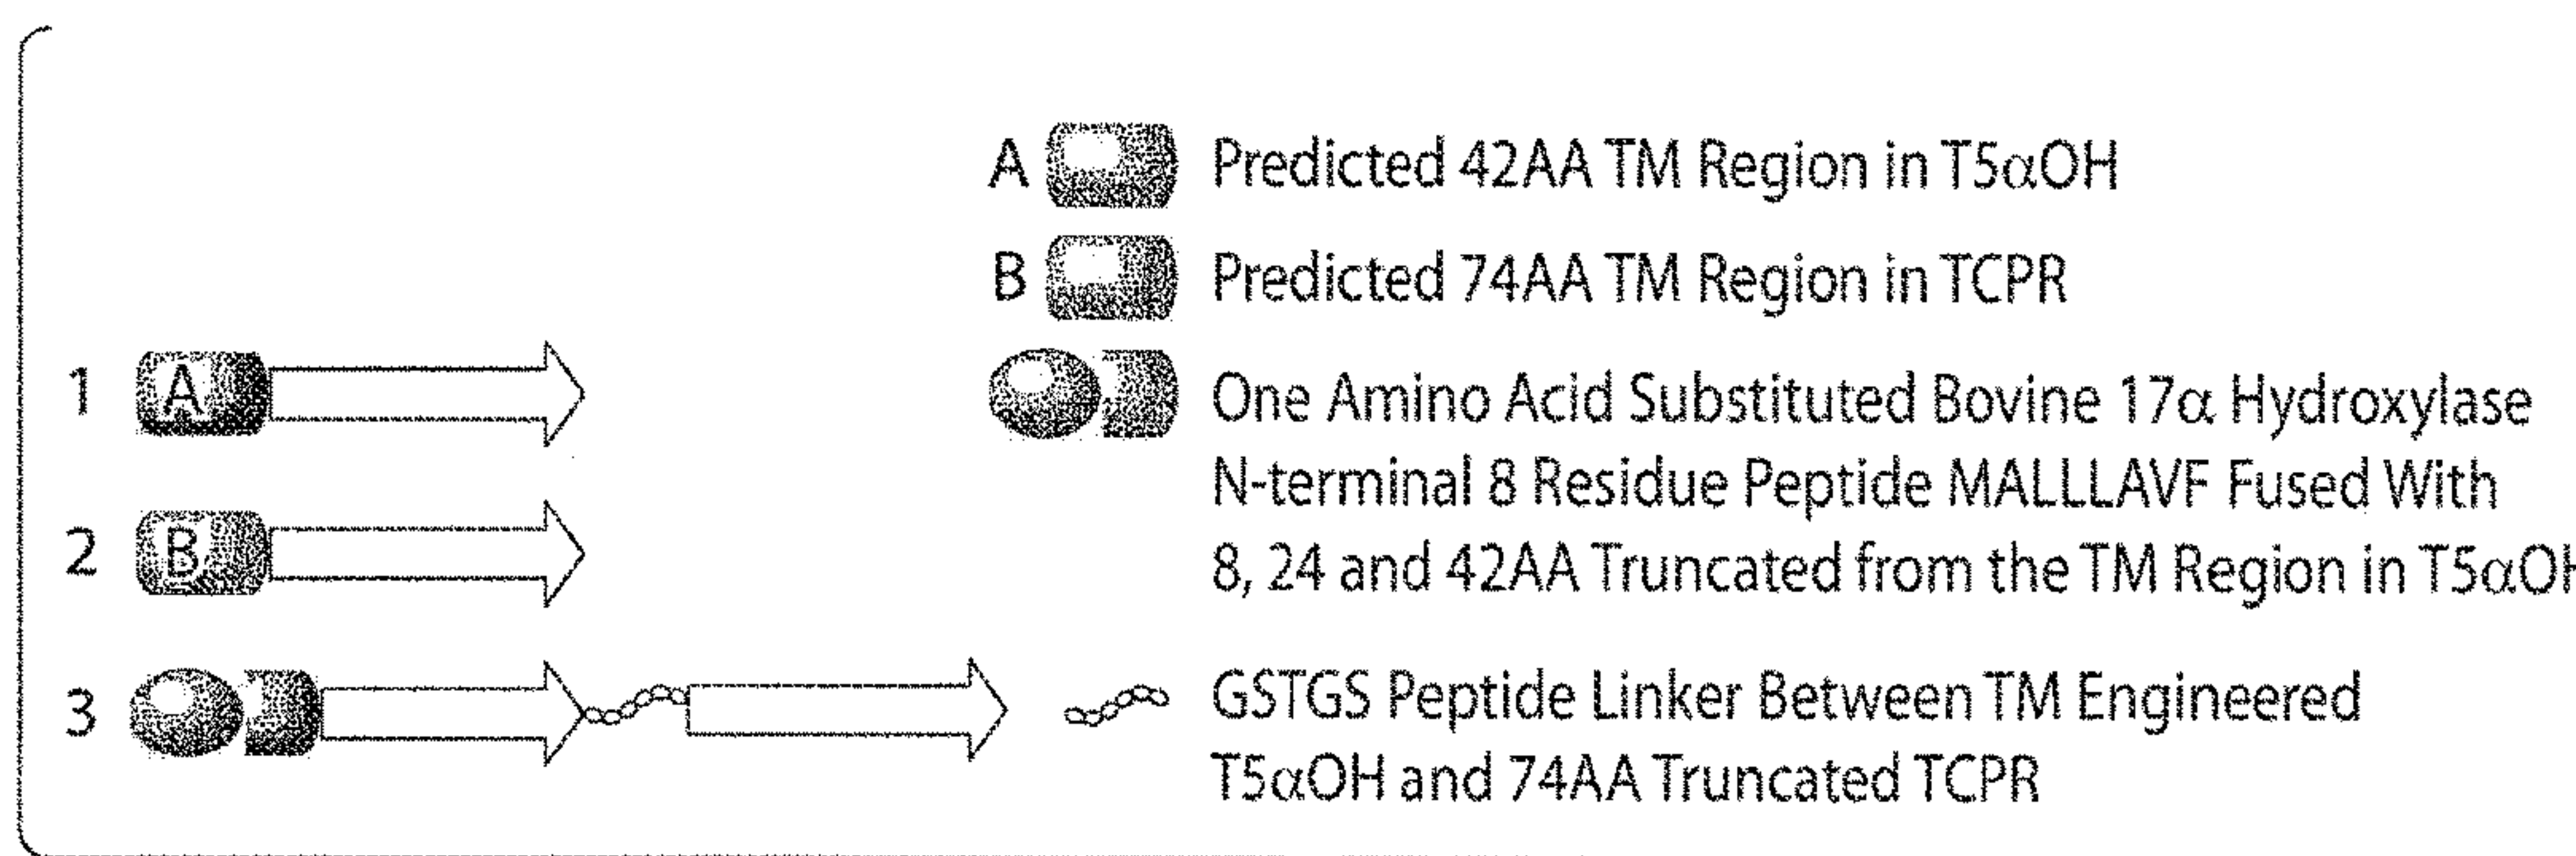 A Predicted 42AA TM Region in T5αOH
B Predicted 74AA TM Region in TCPR
1 A
One Amino Acid Substituted Bovine 17α Hydroxylase
N-terminal 8 Residue Peptide MALLLAVF Fused With
2 B
8, 24 and 42AA Truncated from the TM Region in T5αOH
3
GSTGS Peptide Linker Between TM Engineered
T5αOH and 74AA Truncated TCPR